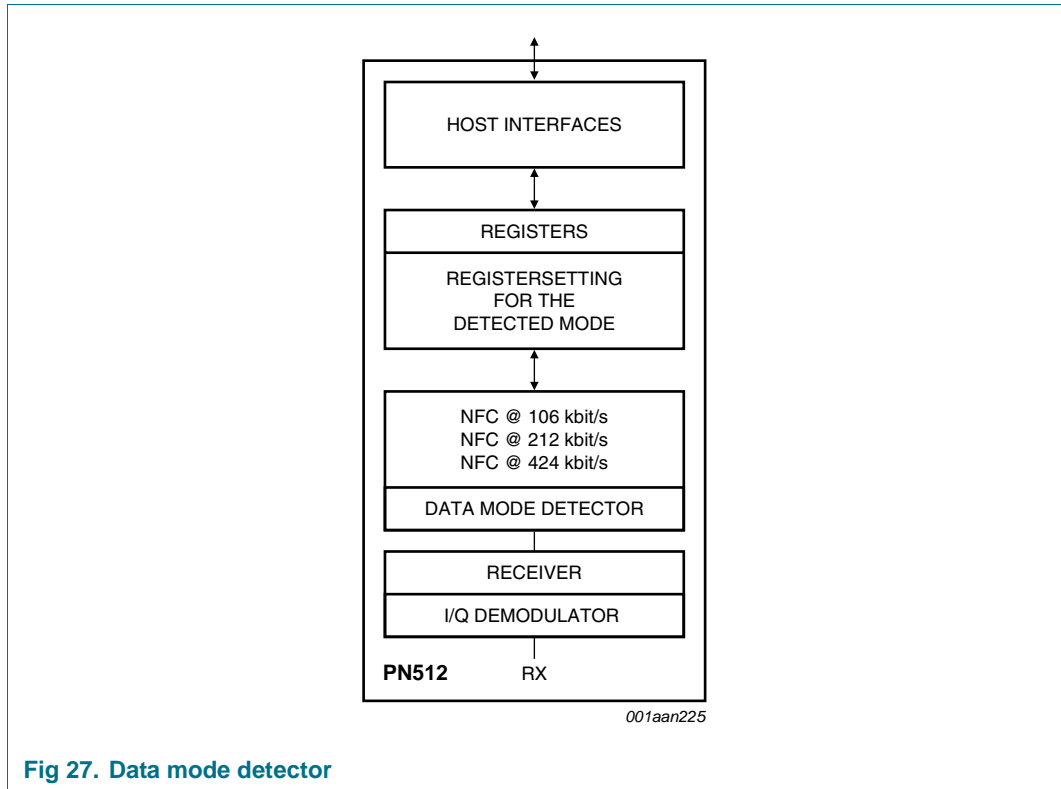 HOST INTERFACES
REGISTERS
REGISTERSETTING
FOR THE
DETECTED MODE
NFC @ 106 kbit/s
NFC @ 212 kbit/s
NFC @ 424 kbit/s
DATA MODE DETECTOR
RECEIVER
I/Q DEMODULATOR
PN512 RX
001aan225
Fig 27. Data mode detector